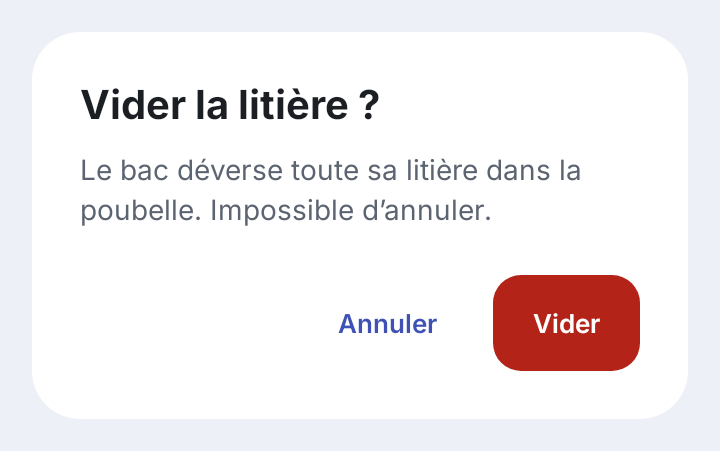 Vider la litière ?
Le bac déverse toute sa litière dans la
poubelle. Impossible d’annuler.
Annuler
Vider